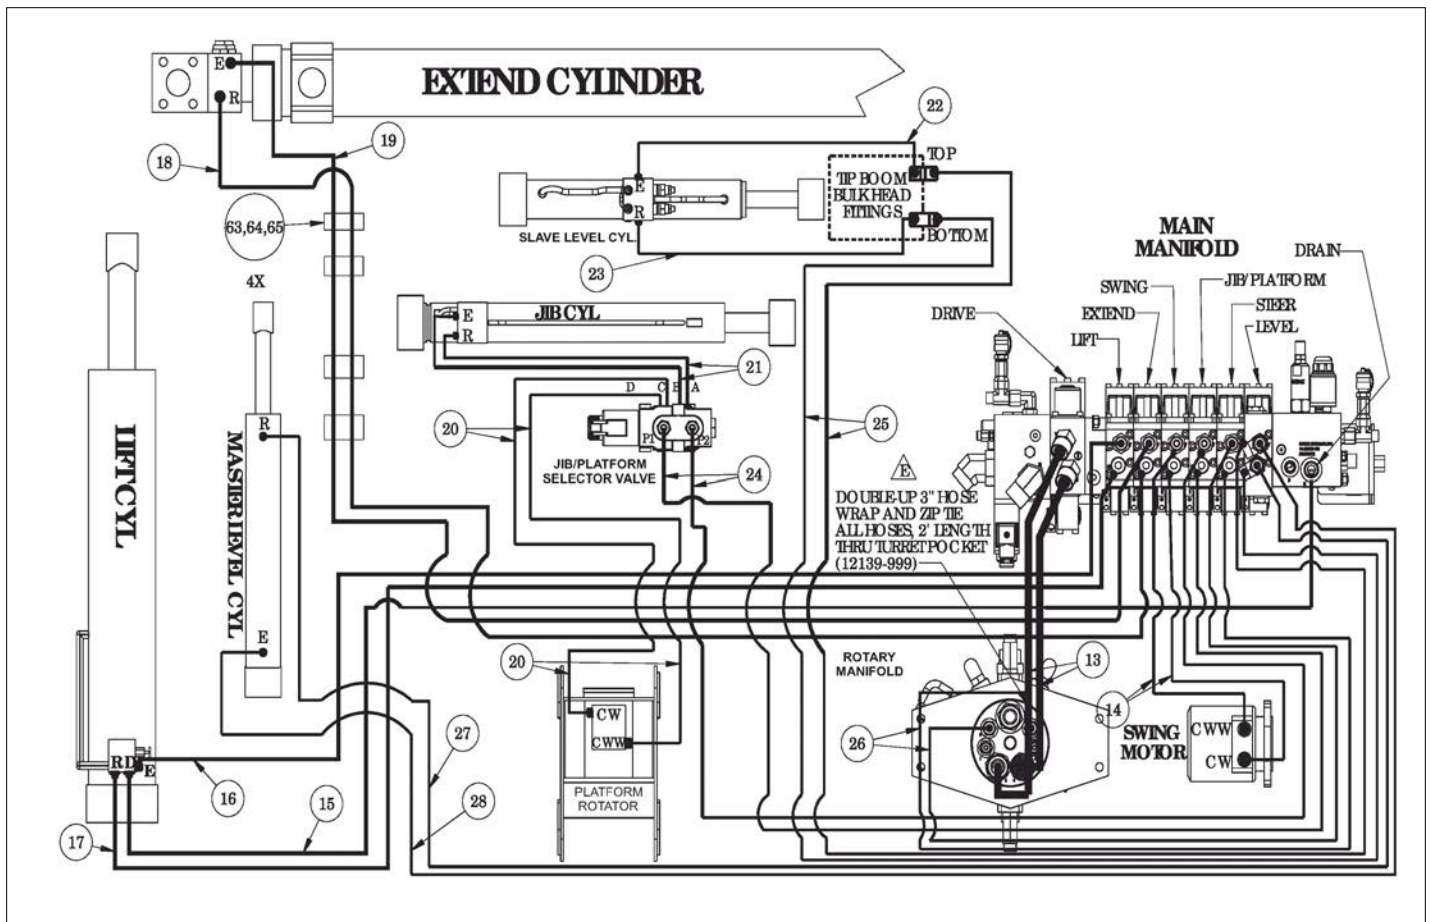 EXTEND CYLINDER
E
R
18
19
22
TOP
TIP BOOM
BULKHEAD
FITTINGS
BOTTOM
E
R
SLAVE LEVEL CYL.
23
63,64,65
4X
MAIN
MANIFOLD
DRAIN
JIB/PLATFORM
SWING
STEER
EXTEND
LEVEL
LIFT
DRIVE
JIB CYL
E
R
21
D
C
B
A
20
P1
P2
25
JIB/PLATFORM
SELECTOR VALVE
24
E
DOUBLE-UP 3" HOSE
WRAP AND ZIP TIE
ALL HOSES, 2' LENGTH
THRU TURRET POCKET
(12139-999)
LIFT CYL
MASTER LEVEL CYL
R
E
ROTARY
MANIFOLD
13
20
14
CW
CWW
PLATFORM
ROTATOR
26
SWING
MOTOR
CWW
CW
R
D
E
16
27
28
15
17